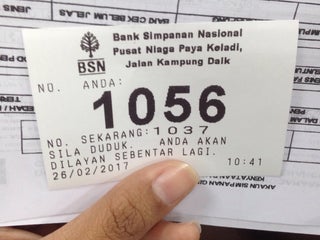 Bank Simpanan Nasional
Pusat Niaga Paya Keladi,
Jalan Kampung Daik
BSN
NO. ANDA:
1056
NO. SEKARANG:1037
SILA DUDUK. ANDA AKAN
DILAYAN SEBENTAR LAGI.
26/02/2017 10:41